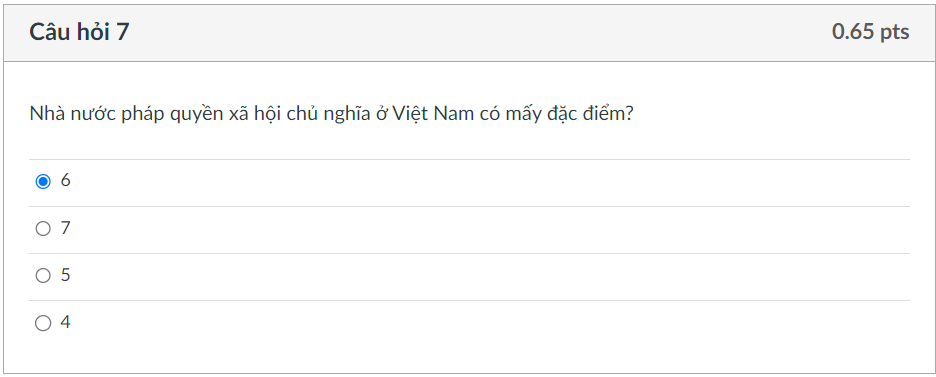 Câu hỏi 7
0.65 pts
Nhà nước pháp quyền xã hội chủ nghĩa ở Việt Nam có mấy đặc điểm?
6
7
5
4